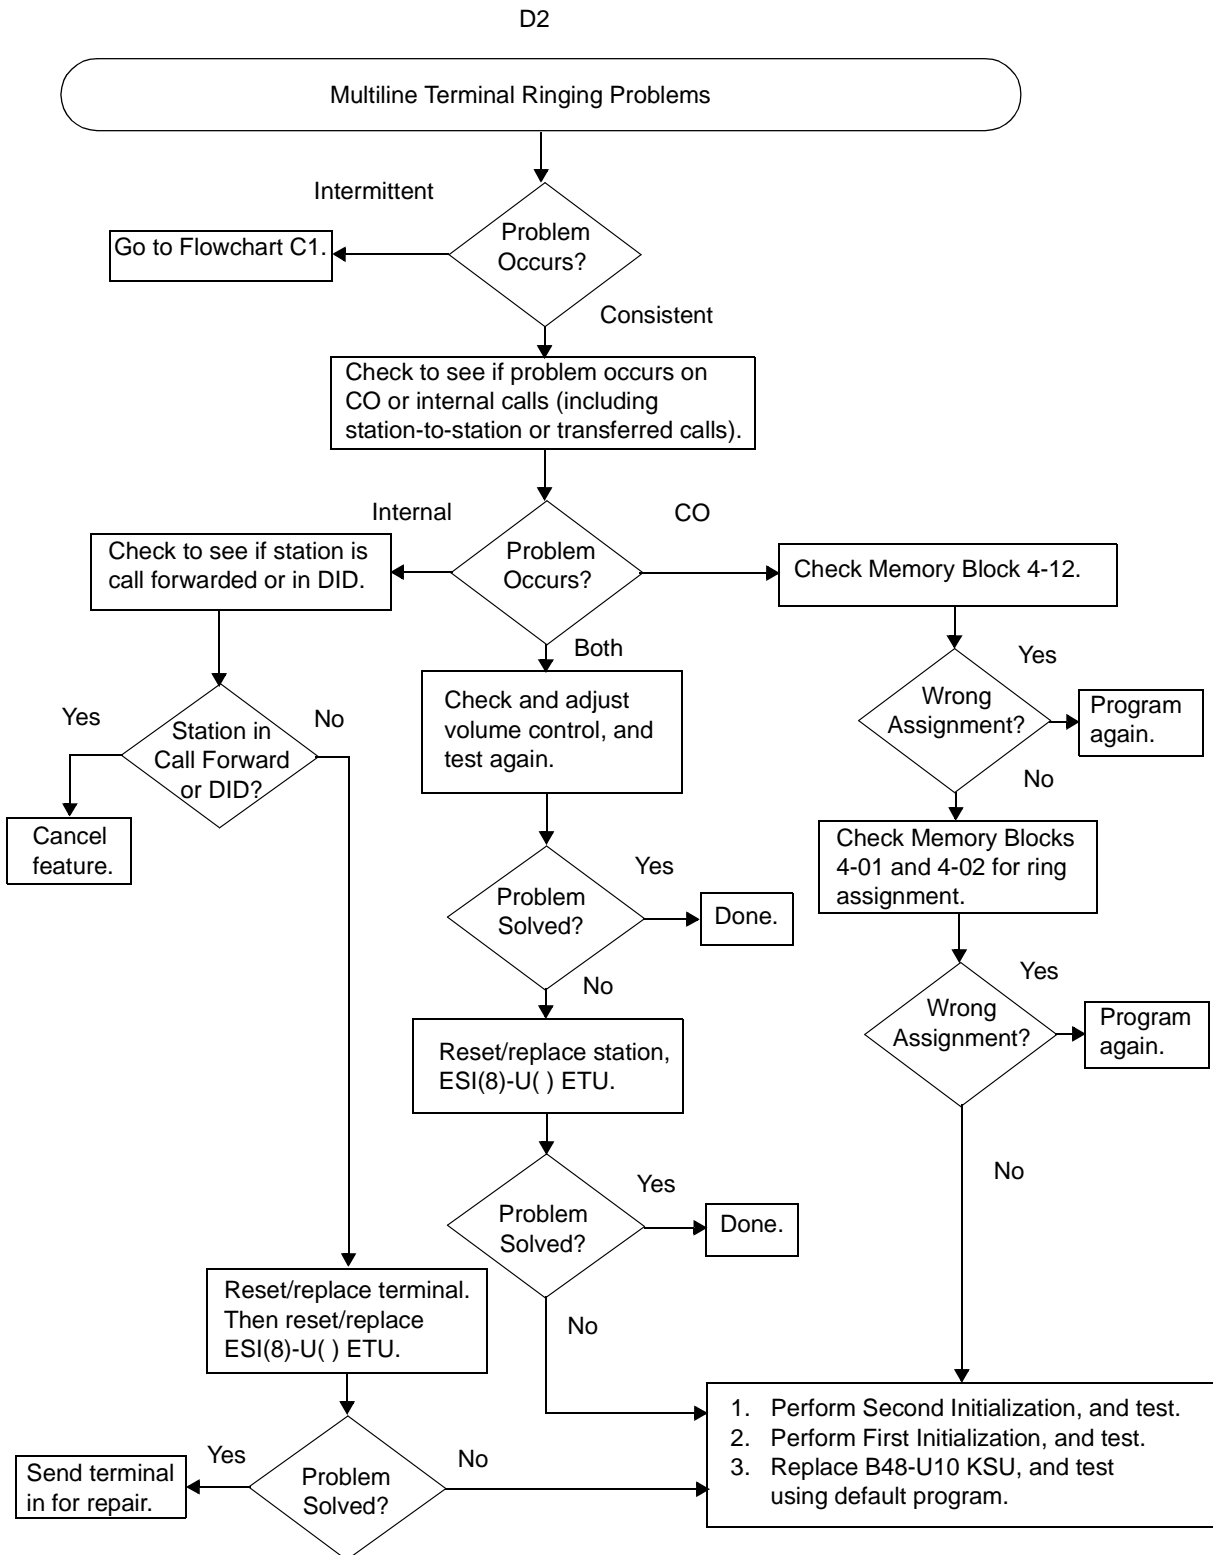 D2
Multiline Terminal Ringing Problems
Intermittent
Problem
Occurs?
Go to Flowchart C1.
Consistent
Check to see if problem occurs on
CO or internal calls (including
station-to-station or transferred calls).
Internal
CO
Problem
Occurs?
Check to see if station is
call forwarded or in DID.
Check Memory Block 4-12.
Both
Yes
Wrong
Assignment?
Program
again.
No
Check and adjust
volume control, and
test again.
Yes
No
Station in
Call Forward
or DID?
Cancel
feature.
Check Memory Blocks
4-01 and 4-02 for ring
assignment.
Problem
Solved?
Yes
Done.
No
Yes
Wrong
Assignment?
Program
again.
No
Reset/replace station,
ESI(8)-U( ) ETU.
Problem
Solved?
Yes
Done.
No
Reset/replace terminal.
Then reset/replace
ESI(8)-U( ) ETU.
1. Perform Second Initialization, and test.
2. Perform First Initialization, and test.
3. Replace B48-U10 KSU, and test
using default program.
Yes
No
Problem
Solved?
Send terminal
in for repair.